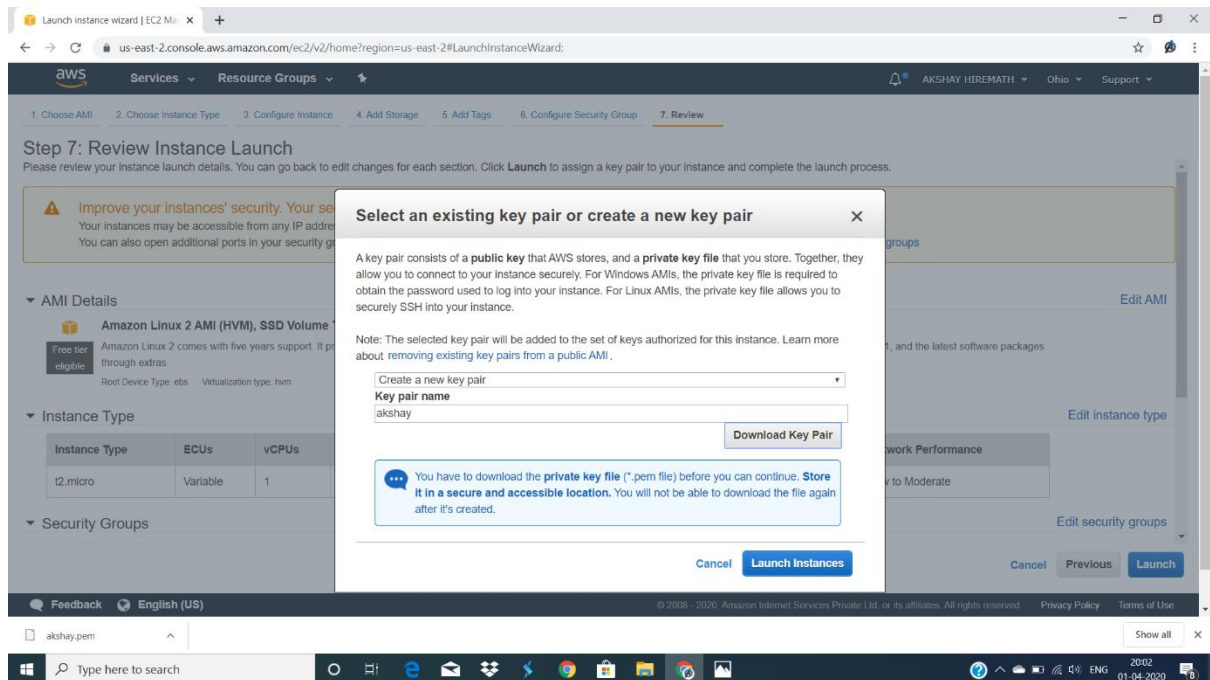 Launch instance wizard | EC2 Ma
us-east-2.console.aws.amazon.com/ec2/v2/home?region=us-east-2#LaunchInstanceWizard:
aws Services Resource Groups AKSHAY HIREMATH Ohio Support
1. Choose AMI 2. Choose Instance Type 3. Configure Instance 4. Add Storage 5. Add Tags 6. Configure Security Group 7. Review
Step 7: Review Instance Launch
Please review your instance launch details. You can go back to edit changes for each section. Click Launch to assign a key pair to your instance and complete the launch process.
Improve your instances' security. Your se
Your instances may be accessible from any IP addre
You can also open additional ports in your security gr
groups
AMI Details
Edit AMI
Amazon Linux 2 AMI (HVM), SSD Volume
Free tier eligible
Amazon Linux 2 comes with five years support. It pr
1, and the latest software packages
through extras.
Root Device Type: ebs Virtualization type: hvm
Instance Type
Edit instance type
Instance Type ECUs vCPUs
work Performance
t2.micro Variable 1
to Moderate
Security Groups
Edit security groups
Cancel Previous Launch
Select an existing key pair or create a new key pair
A key pair consists of a public key that AWS stores, and a private key file that you store. Together, they
allow you to connect to your instance securely. For Windows AMIs, the private key file is required to
obtain the password used to log into your instance. For Linux AMIs, the private key file allows you to
securely SSH into your instance.
Note: The selected key pair will be added to the set of keys authorized for this instance. Learn more
about removing existing key pairs from a public AMI .
Create a new key pair
Key pair name
akshay
Download Key Pair
You have to download the private key file (*.pem file) before you can continue. Store
it in a secure and accessible location. You will not be able to download the file again
after it's created.
Cancel Launch Instances
Feedback English (US) © 2008 - 2020, Amazon Internet Services Private Ltd. or its affiliates. All rights reserved. Privacy Policy Terms of Use
akshay.pem Show all
Type here to search ENG 20:02
01-04-2020